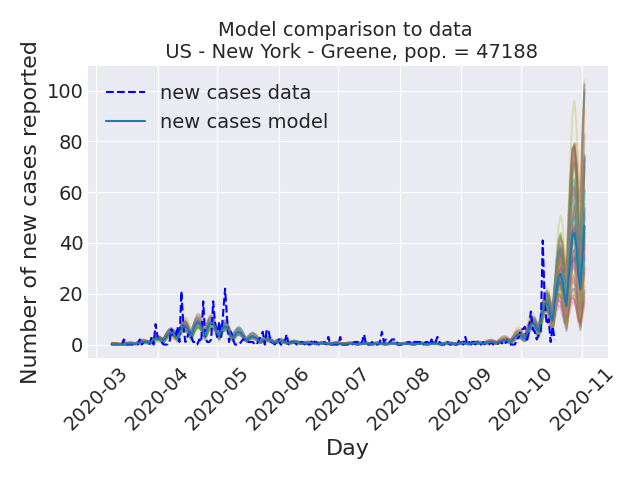 Model comparison to data
US - New York - Greene, pop. = 47188
Number of new cases reported
100
80
60
40
20
0
new cases data
new cases model
2020-03
2020-04
2020-05
2020-06
2020-07
2020-08
2020-09
2020-10
2020-11
Day